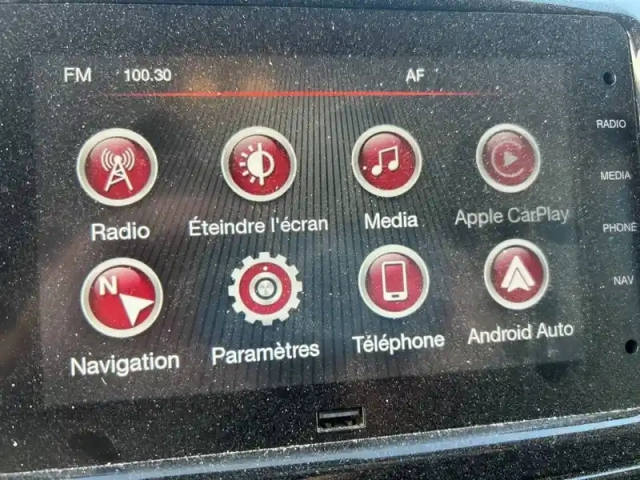 FM 100.30 AF
RADIO
MEDIA
PHONE
NAV
Radio
Éteindre l'écran
Media
Apple CarPlay
N
Navigation
Paramètres
Téléphone
Android Auto